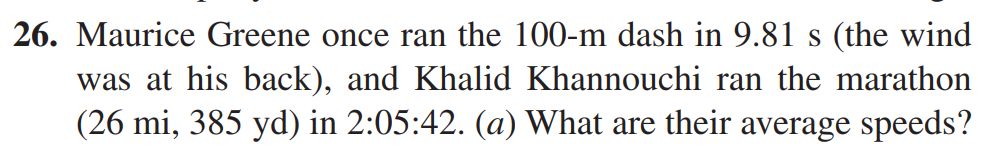 26. Maurice Greene once ran the 100-m dash in 9.81 s (the wind
was at his back), and Khalid Khannouchi ran the marathon
(26 mi, 385 yd) in 2:05:42. (a) What are their average speeds?